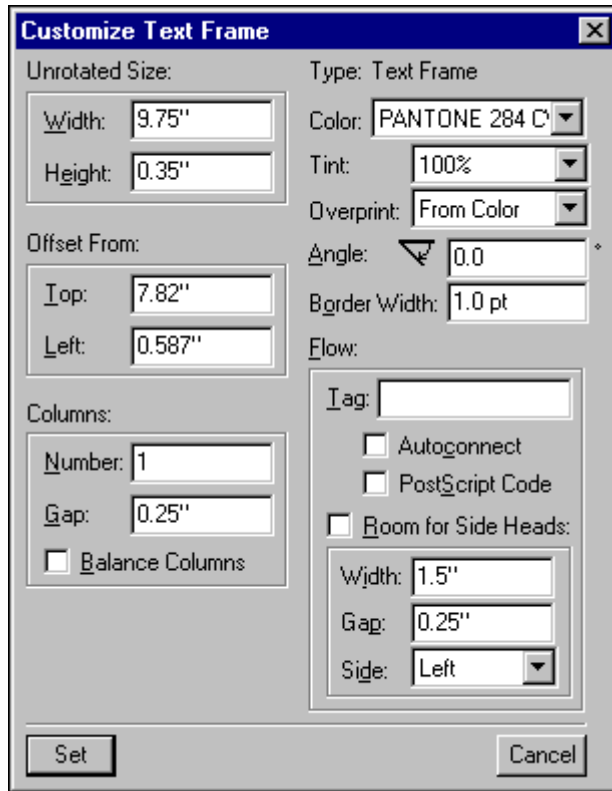 Customize Text Frame
Unrotated Size:
Width: 9.75"
Height: 0.35"
Offset From:
Top: 7.82"
Left: 0.587"
Columns:
Number: 1
Gap: 0.25"
Balance Columns
Type: Text Frame
Color: PANTONE 284 C
Tint: 100%
Overprint: From Color
Angle: 0.0 °
Border Width: 1.0 pt
Flow:
Tag:
Autoconnect
PostScript Code
Room for Side Heads:
Width: 1.5"
Gap: 0.25"
Side: Left
Set
Cancel